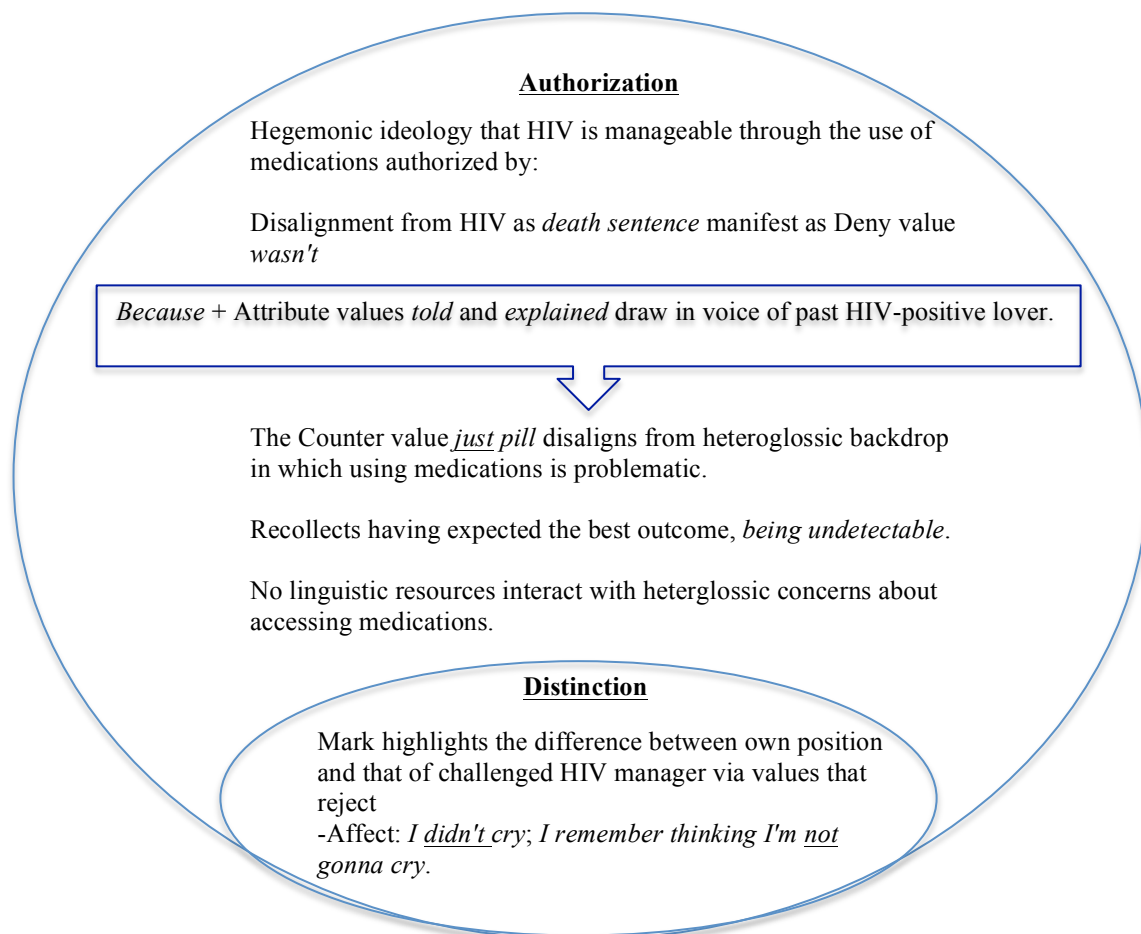 Authorization
Hegemonic ideology that HIV is manageable through the use of
medications authorized by:
Disalignment from HIV as death sentence manifest as Deny value
wasn't
Because + Attribute values told and explained draw in voice of past HIV-positive lover.
The Counter value just pill disaligns from heteroglossic backdrop
in which using medications is problematic.
Recollects having expected the best outcome, being undetectable.
No linguistic resources interact with heterglossic concerns about
accessing medications.
Distinction
Mark highlights the difference between own position
and that of challenged HIV manager via values that
reject
-Affect: I didn't cry; I remember thinking I'm not
gonna cry.